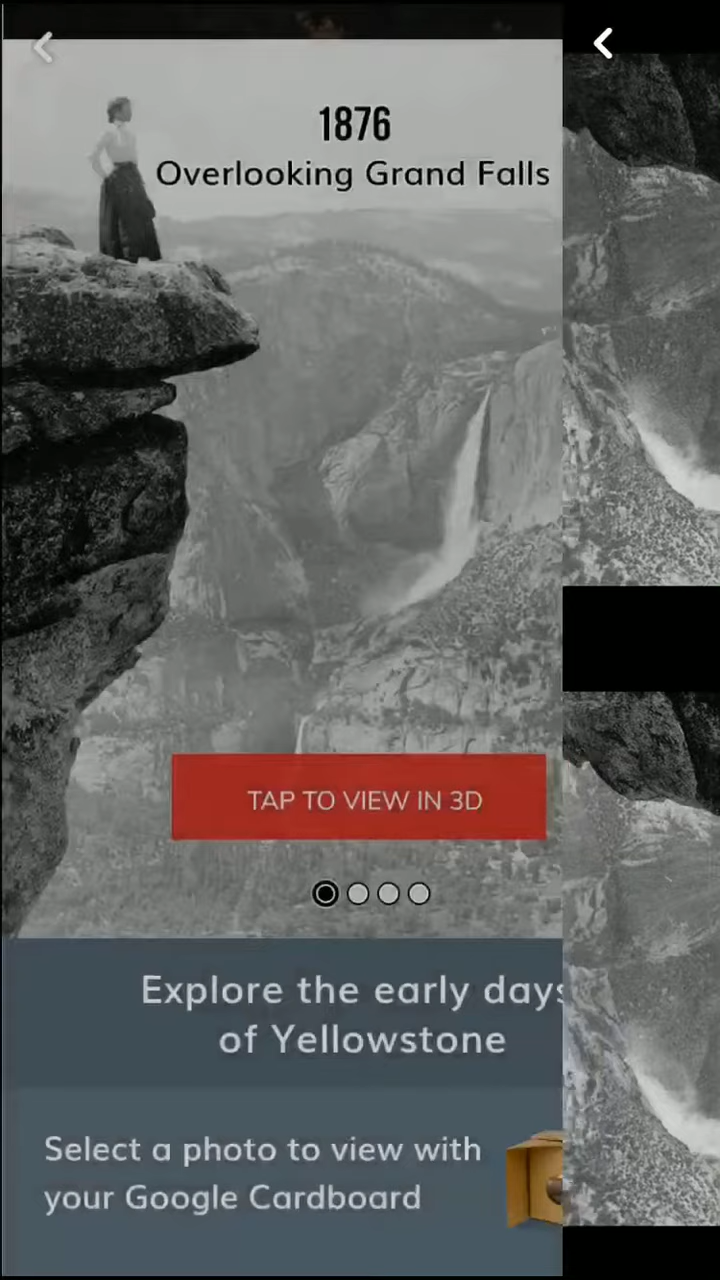 1876
Overlooking Grand Falls
TAP TO VIEW IN 3D
Explore the early days
of Yellowstone
Select a photo to view with
your Google Cardboard